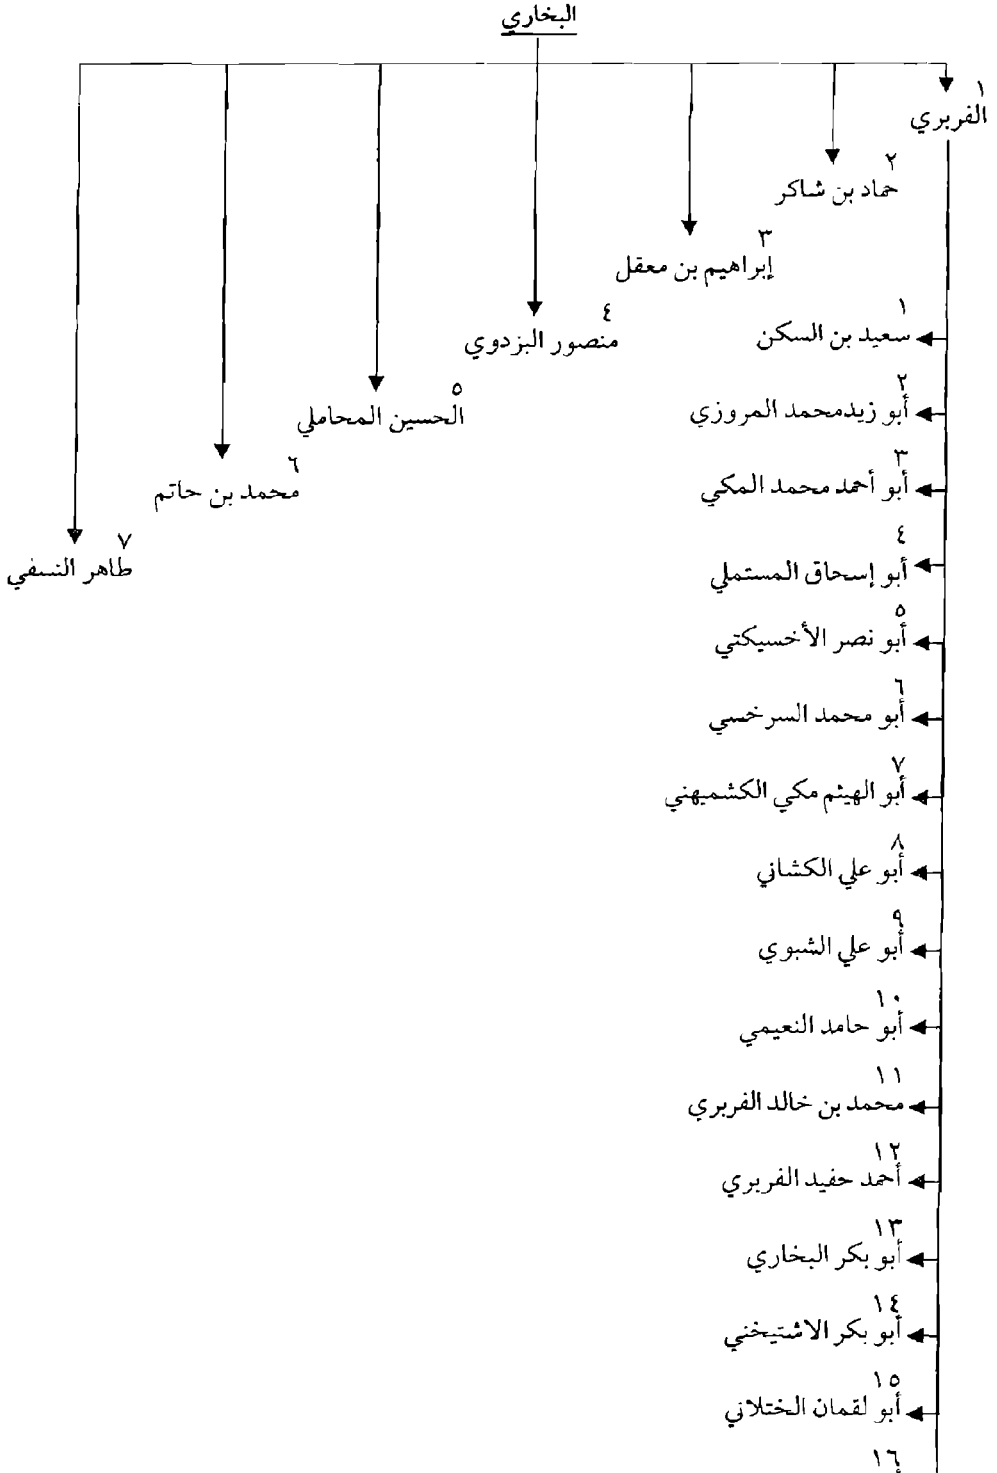 البخاري
١
الفربري
٢
حماد بن شاكر
٣
إبراهيم بن معقل
٤
منصور البزدوي
٥
الحسين المحاملي
٦
محمد بن حاتم
٧
طاهر النسفي
١
سعيد بن السكن
٢
أبو زيدمحمد المروزي
٣
أبو أحمد محمد المكي
٤
أبو إسحاق المستملي
٥
أبو نصر الأخسيكتي
٦
أبو محمد السرخسي
٧
أبو الهيثم مكي الكشميهني
٨
أبو علي الكشاني
٩
أبو علي الشبوي
١٠
أبو حامد النعيمي
١١
محمد بن خالد الفربري
١٢
أحمد حفيد الفربري
١٣
أبو بكر البخاري
١٤
أبو بكر الاشتيخني
١٥
أبو لقمان الختلاني
١٦